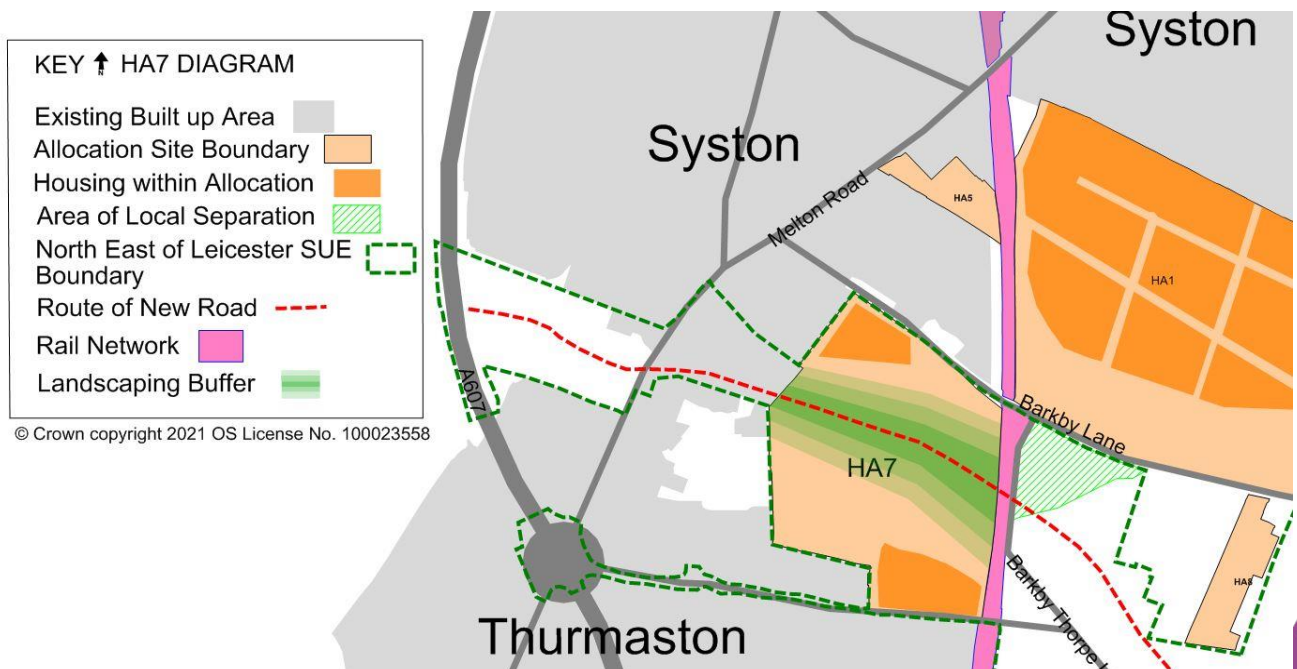 KEY N HA7 DIAGRAM
Existing Built up Area
Allocation Site Boundary
Housing within Allocation
Area of Local Separation
North East of Leicester SUE
Boundary
Route of New Road
Rail Network
Landscaping Buffer
© Crown copyright 2021 OS License No. 100023558
Syston
Syston
Melton Road
HA5
HA1
A607
Barkby Lane
HA7
HA8
Barkby Thorpe
Thurmaston